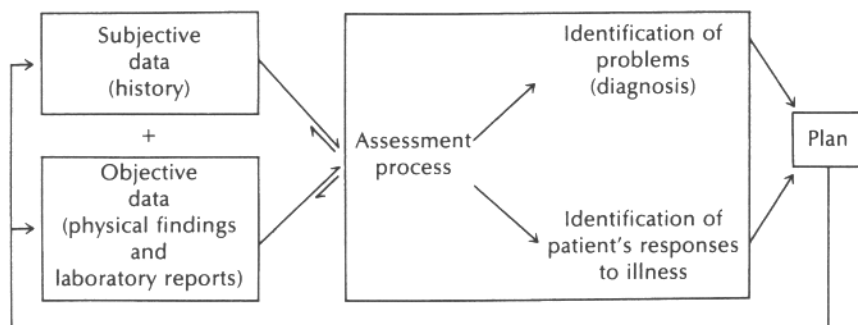 Subjective
data
(history)
+
Objective
data
(physical findings
and
laboratory reports)
Assessment
process
Identification of
problems
(diagnosis)
Identification of
patient's responses
to illness
Plan